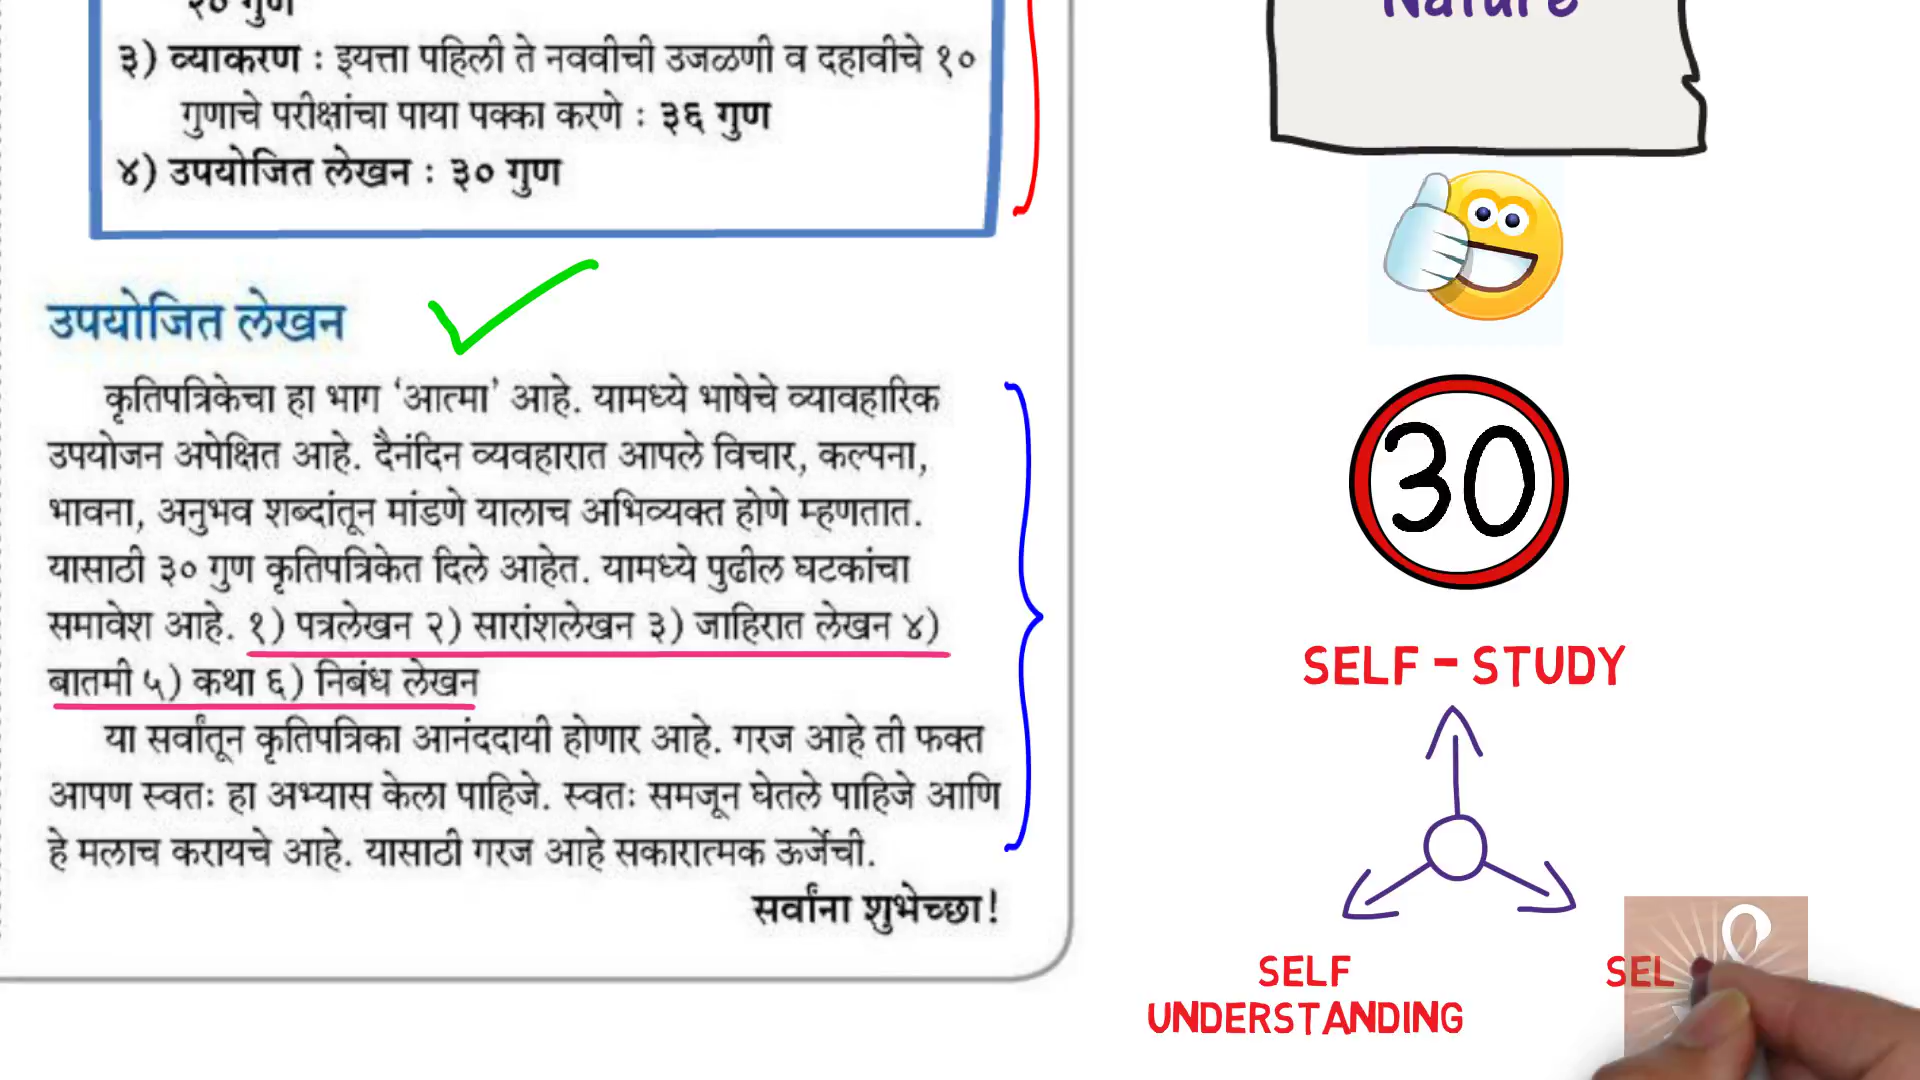 २० गुण
३) व्याकरण : इयत्ता पहिली ते नववीची उजळणी व दहावीचे १०
गुणाचे परीक्षांचा पाया पक्का करणे : ३६ गुण
४) उपयोजित लेखन : ३० गुण
उपयोजित लेखन
कृतिपत्रिकेचा हा भाग ‘आत्मा’ आहे. यामध्ये भाषेचे व्यावहारिक
उपयोजन अपेक्षित आहे. दैनंदिन व्यवहारात आपले विचार, कल्पना,
भावना, अनुभव शब्दांतून मांडणे यालाच अभिव्यक्त होणे म्हणतात.
यासाठी ३० गुण कृतिपत्रिकेत दिले आहेत. यामध्ये पुढील घटकांचा
समावेश आहे. १) पत्रलेखन २) सारांशलेखन ३) जाहिरात लेखन ४)
बातमी ५) कथा ६) निबंध लेखन
या सर्वांतून कृतिपत्रिका आनंददायी होणार आहे. गरज आहे ती फक्त
आपण स्वतः हा अभ्यास केला पाहिजे. स्वतः समजून घेतले पाहिजे आणि
हे मलाच करायचे आहे. यासाठी गरज आहे सकारात्मक ऊर्जेची.
सर्वांना शुभेच्छा!
Nature
30
SELF - STUDY
SELF
UNDERSTANDING
SEL